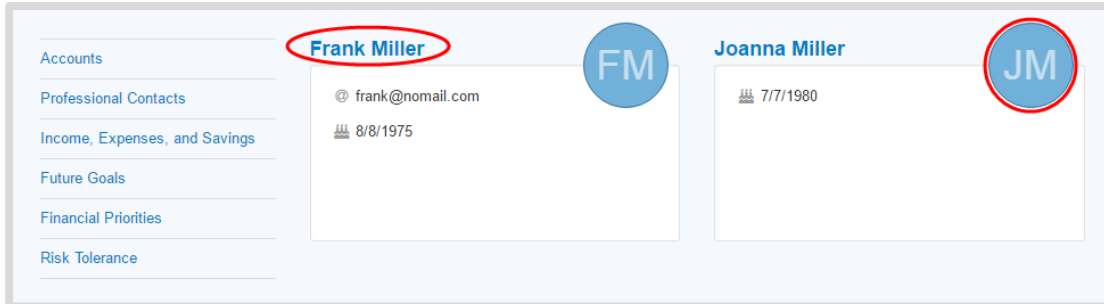 Accounts
Professional Contacts
Income, Expenses, and Savings
Future Goals
Financial Priorities
Risk Tolerance
Frank Miller
FM
@ frank@nomail.com
8/8/1975
Joanna Miller
JM
7/7/1980